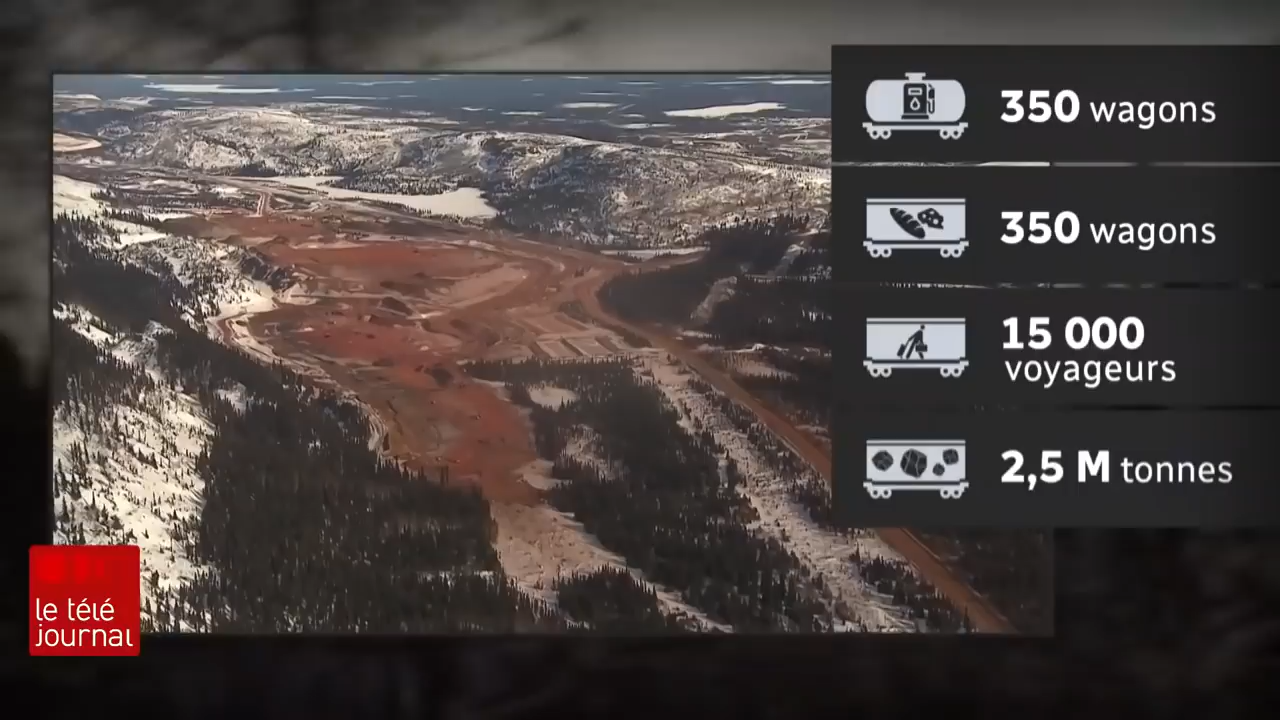 350 wagons
350 wagons
15 000
voyageurs
2,5 M tonnes
le télé
journal